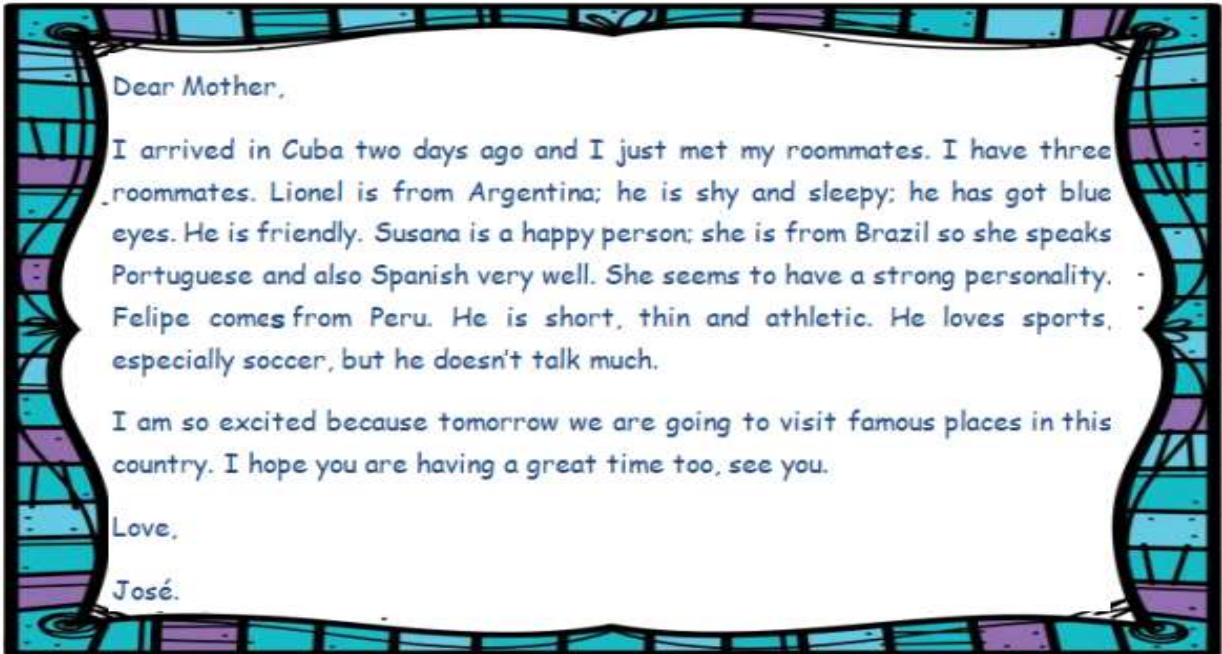 Dear Mother,
I arrived in Cuba two days ago and I just met my roommates. I have three
roommates. Lionel is from Argentina; he is shy and sleepy; he has got blue
eyes. He is friendly. Susana is a happy person; she is from Brazil so she speaks
Portuguese and also Spanish very well. She seems to have a strong personality.
Felipe comes from Peru. He is short, thin and athletic. He loves sports,
especially soccer, but he doesn't talk much.
I am so excited because tomorrow we are going to visit famous places in this
country. I hope you are having a great time too, see you.
Love,
José.